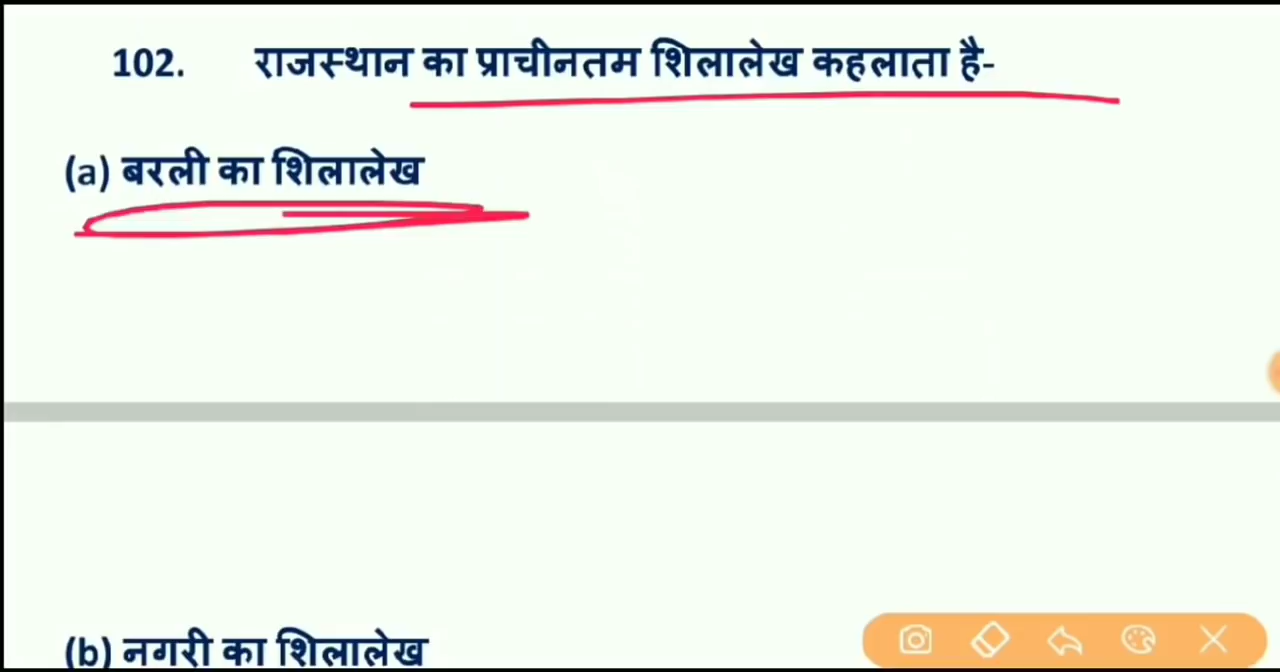 102. राजस्थान का प्राचीनतम शिलालेख कहलाता है-
(a) बरली का शिलालेख
(b) नगरी का शिलालेख